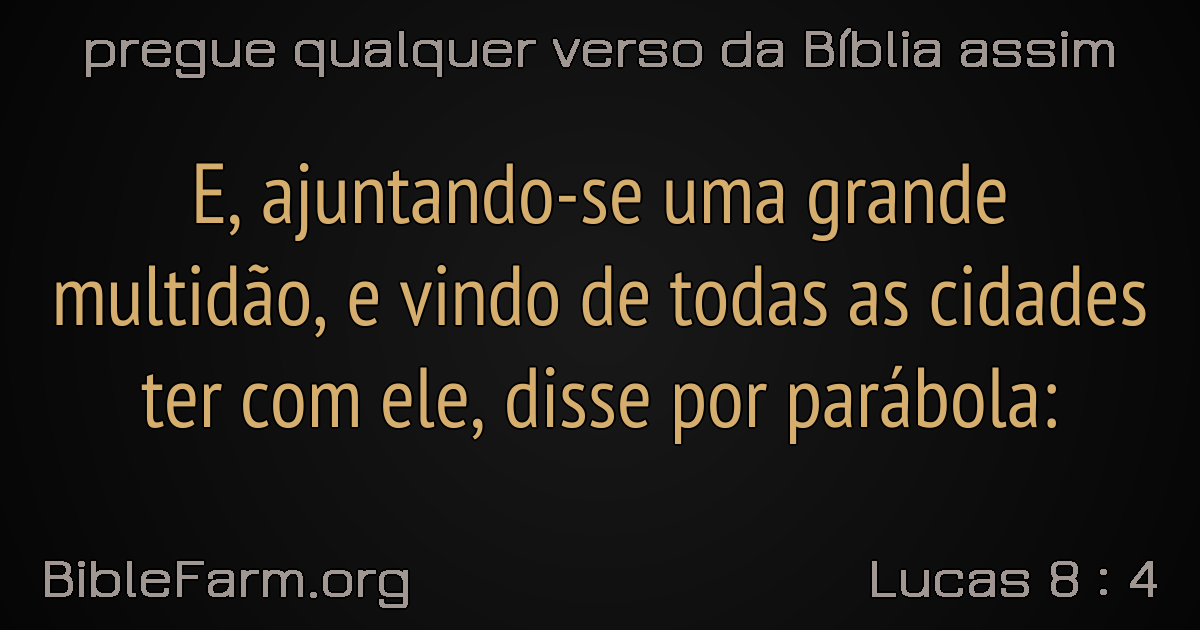 pregue qualquer verso da Bíblia assim
E, ajuntando-se uma grande
multidão, e vindo de todas as cidades
ter com ele, disse por parábola:
BibleFarm.org
Lucas 8 : 4